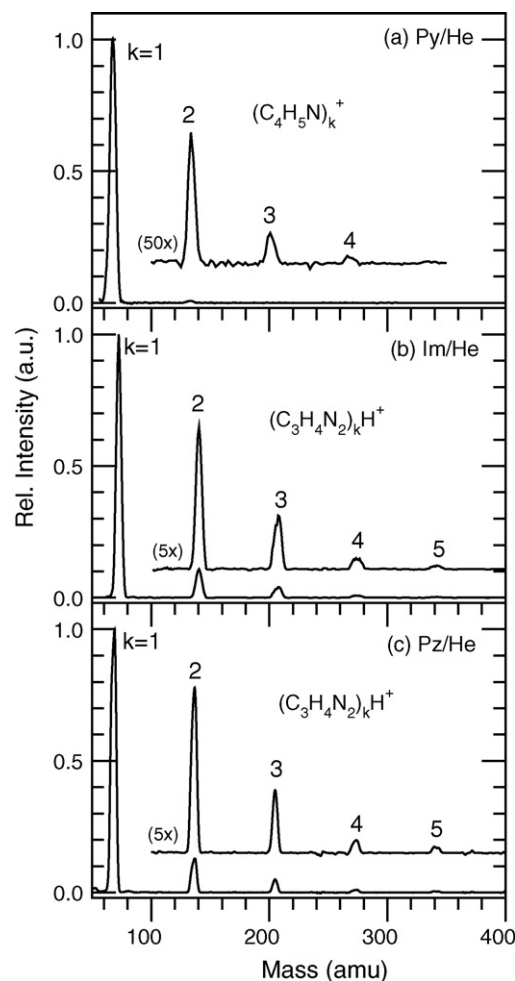 Rel. Intensity (a.u.)
(a) Py/He
1.0
0.5
0.0
k=1
2
3
4
(C₄H₅N)ₖ⁺
(50x)
(b) Im/He
1.0
0.5
0.0
k=1
2
3
4
5
(C₃H₄N₂)ₖH⁺
(5x)
(c) Pz/He
1.0
0.5
0.0
k=1
2
3
4
5
(C₃H₄N₂)ₖH⁺
(5x)
100 200 300 400
Mass (amu)